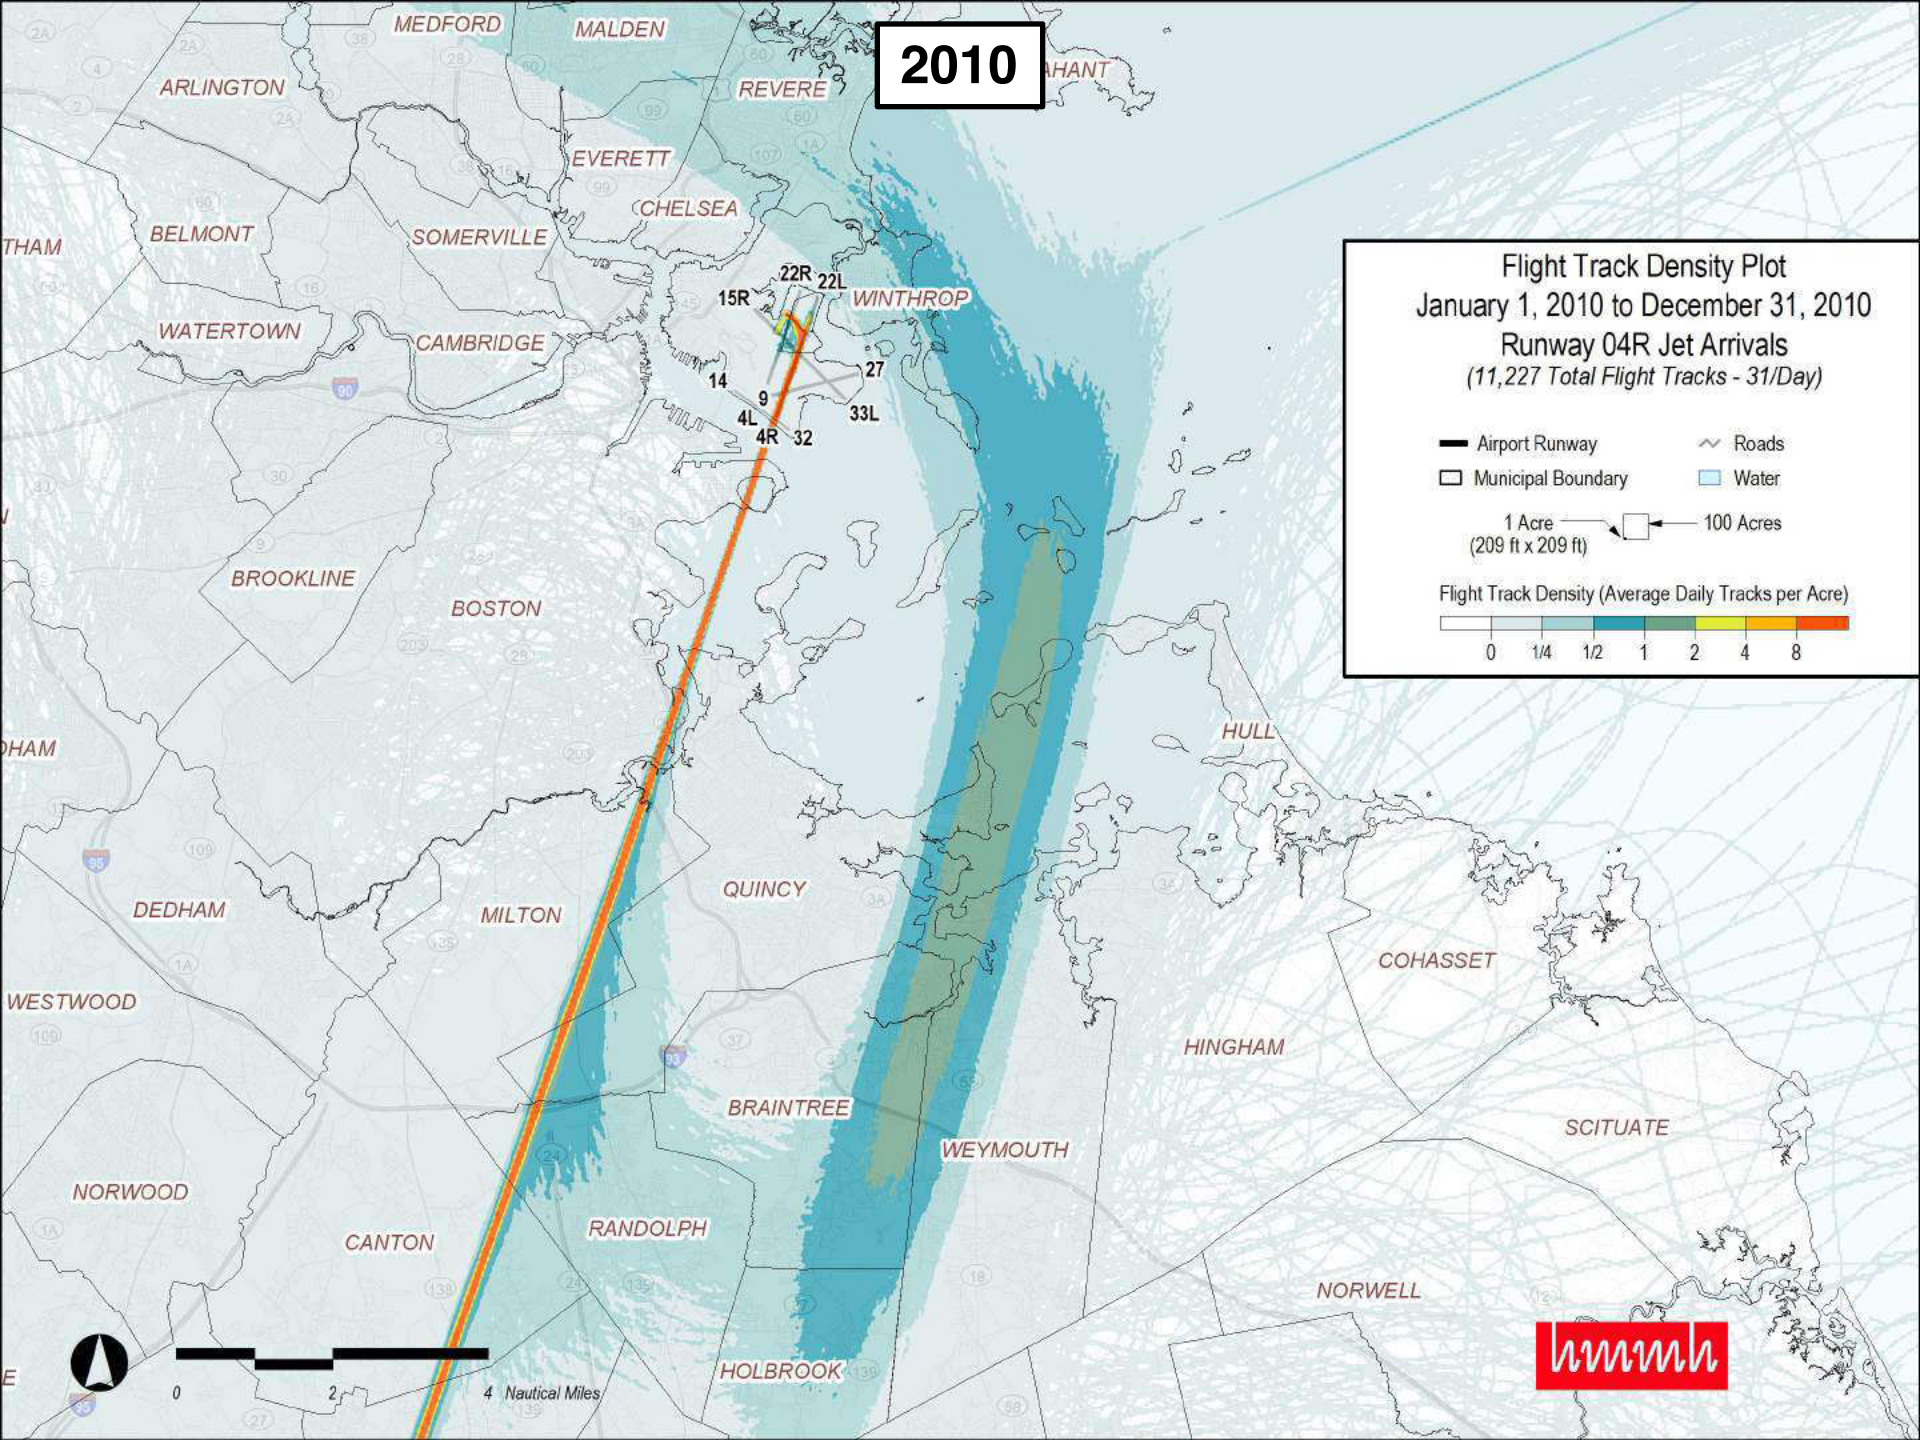 2010
MEDFORD
MALDEN
AHANT
ARLINGTON
REVERE
EVERETT
CHELSEA
BELMONT
SOMERVILLE
THAM
22R
22L
15R
WINTHROP
WATERTOWN
CAMBRIDGE
27
14
9
33L
4L
4R
32
BROOKLINE
BOSTON
HULL
HAM
QUINCY
DEDHAM
MILTON
COHASSET
WESTWOOD
HINGHAM
BRAINTREE
SCITUATE
WEYMOUTH
NORWOOD
RANDOLPH
CANTON
NORWELL
HOLBROOK
E
Flight Track Density Plot
January 1, 2010 to December 31, 2010
Runway 04R Jet Arrivals
(11,227 Total Flight Tracks - 31/Day)
Airport Runway
Roads
Municipal Boundary
Water
1 Acre
(209 ft x 209 ft)
100 Acres
Flight Track Density (Average Daily Tracks per Acre)
0 1/4 1/2 1 2 4 8
0 2 4 Nautical Miles
hmmh